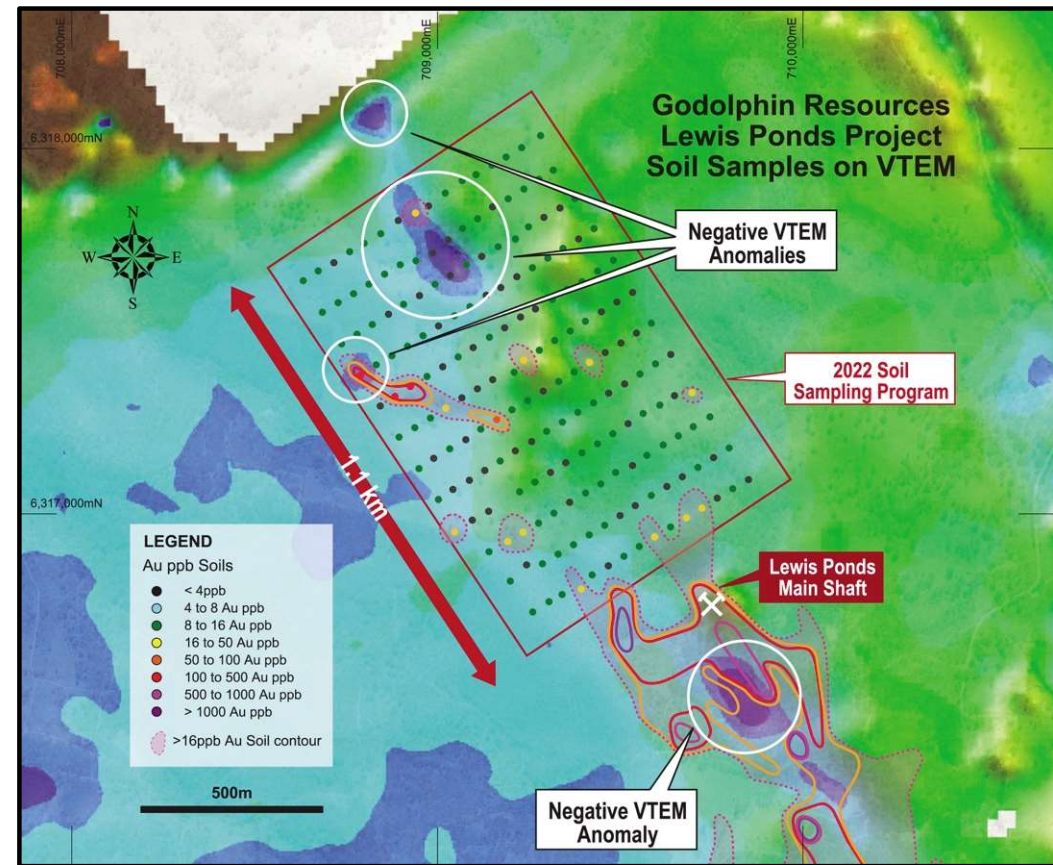 708,000mE
709,000mE
710,000mE
Godolphin Resources
Lewis Ponds Project
Soil Samples on VTEM
6,318,000mN
N
W
E
S
Negative VTEM
Anomalies
2022 Soil
Sampling Program
1.1 km
6,317,000mN
LEGEND
Au ppb Soils
< 4ppb
4 to 8 Au ppb
8 to 16 Au ppb
16 to 50 Au ppb
50 to 100 Au ppb
100 to 500 Au ppb
500 to 1000 Au ppb
> 1000 Au ppb
>16ppb Au Soil contour
500m
Lewis Ponds
Main Shaft
Negative VTEM
Anomaly